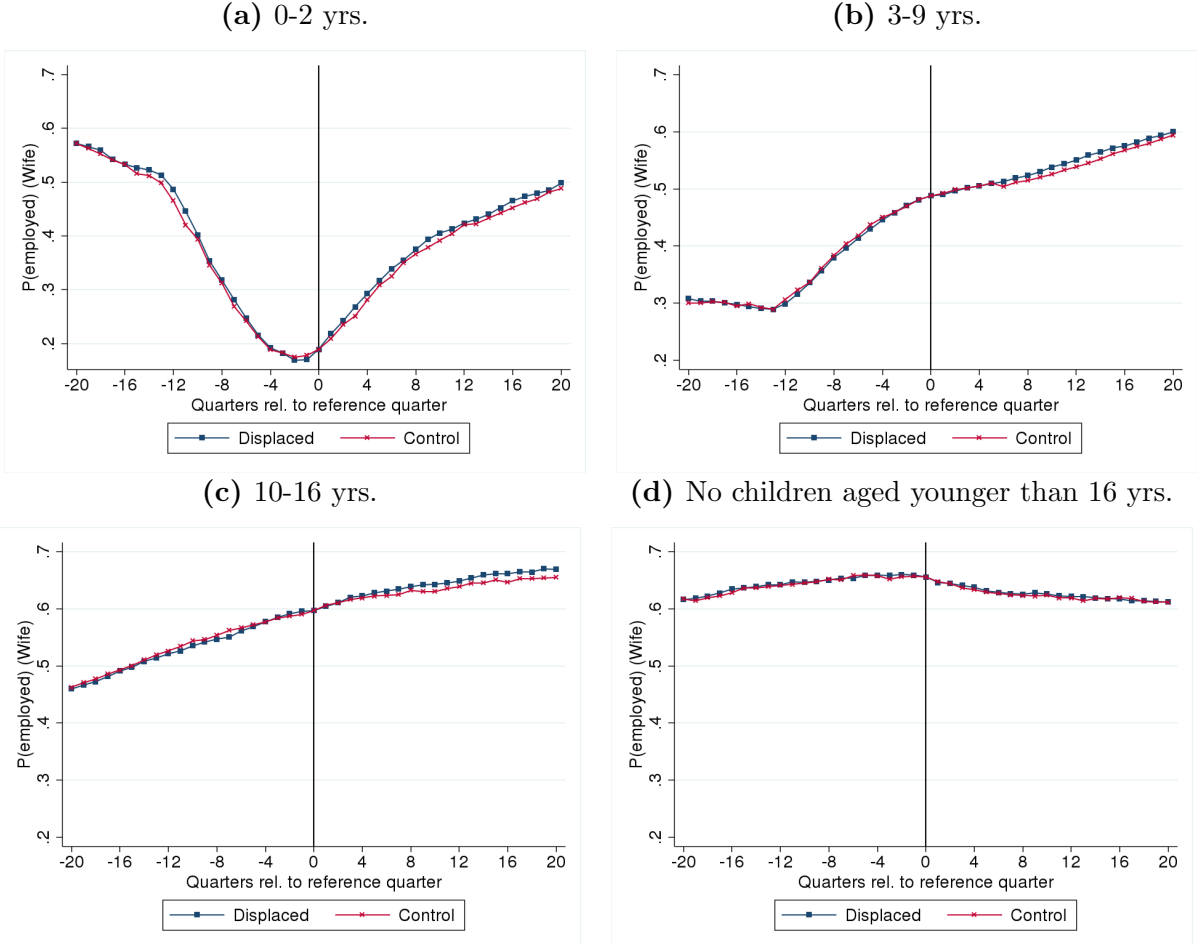 (a) 0-2 yrs.
(b) 3-9 yrs.
P(employed) (Wife)
.7
.6
.5
.4
.3
.2
-20 -16 -12 -8 -4 0 4 8 12 16 20
Quarters rel. to reference quarter
Displaced Control
P(employed) (Wife)
.7
.6
.5
.4
.3
.2
-20 -16 -12 -8 -4 0 4 8 12 16 20
Quarters rel. to reference quarter
Displaced Control
(c) 10-16 yrs.
(d) No children aged younger than 16 yrs.
P(employed) (Wife)
.7
.6
.5
.4
.3
.2
-20 -16 -12 -8 -4 0 4 8 12 16 20
Quarters rel. to reference quarter
Displaced Control
P(employed) (Wife)
.7
.6
.5
.4
.3
.2
-20 -16 -12 -8 -4 0 4 8 12 16 20
Quarters rel. to reference quarter
Displaced Control